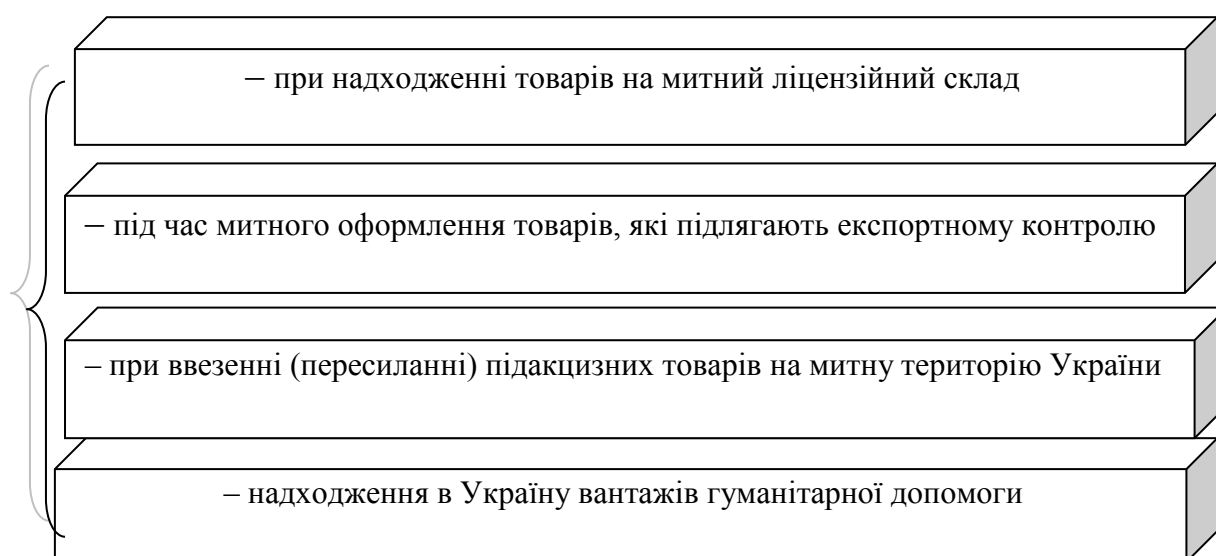 – при надходженні товарів на митний ліцензійний склад
– під час митного оформлення товарів, які підлягають експортному контролю
– при ввезенні (пересиланні) підакцизних товарів на митну територію України
– надходження в Україну вантажів гуманітарної допомоги